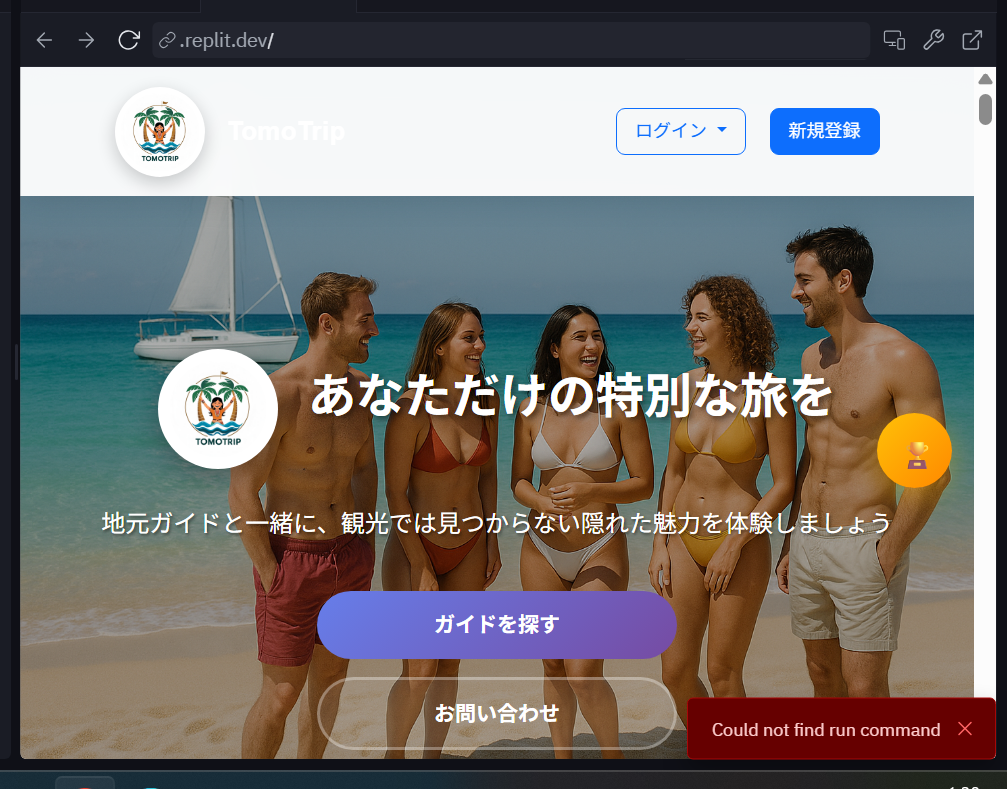 .replit.dev/
TOMOTRIP
TomoTrip
ログイン
新規登録
あなただけの特別な旅を
TOMOTRIP
地元ガイドと一緒に、観光では見つからない隠れた魅力を体験しましょう
ガイドを探す
お問い合わせ
Could not find run command